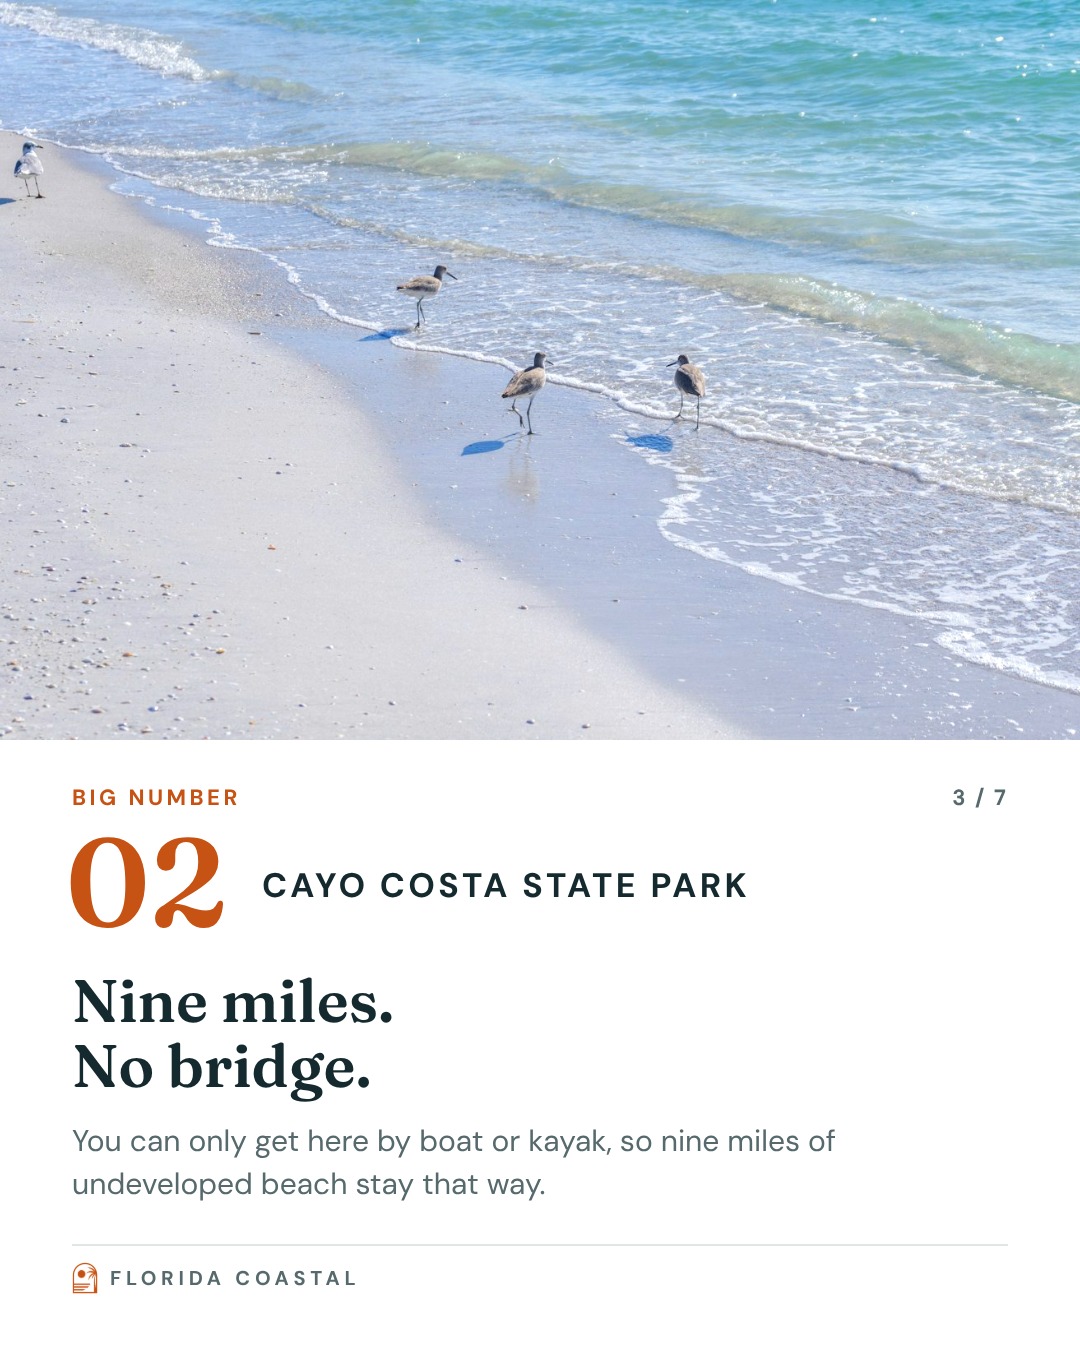 BIG NUMBER
3 / 7
02
CAYO COSTA STATE PARK
Nine miles.
No bridge.
You can only get here by boat or kayak, so nine miles of
undeveloped beach stay that way.
FLORIDA COASTAL